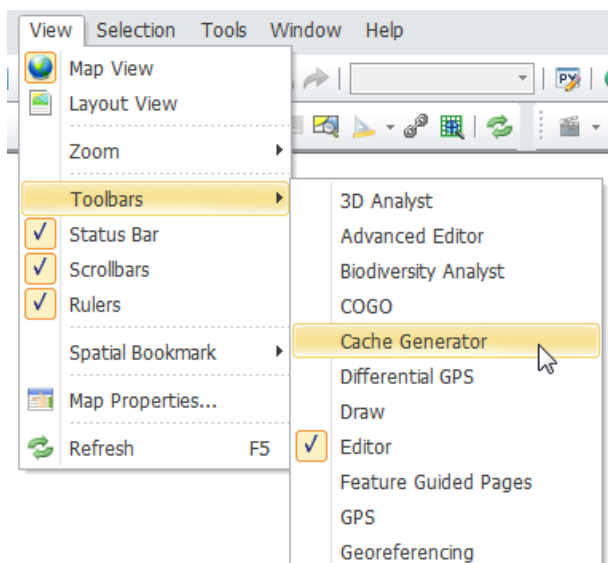 View Selection Tools Window Help
Map View
Layout View
PY
Zoom
Toolbars
Status Bar
Scrollbars
Rulers
Spatial Bookmark
Map Properties...
Refresh F5
3D Analyst
Advanced Editor
Biodiversity Analyst
COGO
Cache Generator
Differential GPS
Draw
Editor
Feature Guided Pages
GPS
Georeferencing